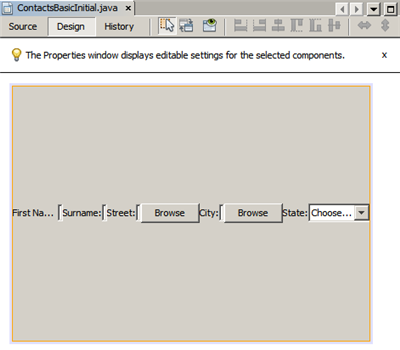 ContactsBasicInitial.java x
Source Design History
The Properties window displays editable settings for the selected components. x
First Na... Surname: Street: Browse City: Browse State: Choose...